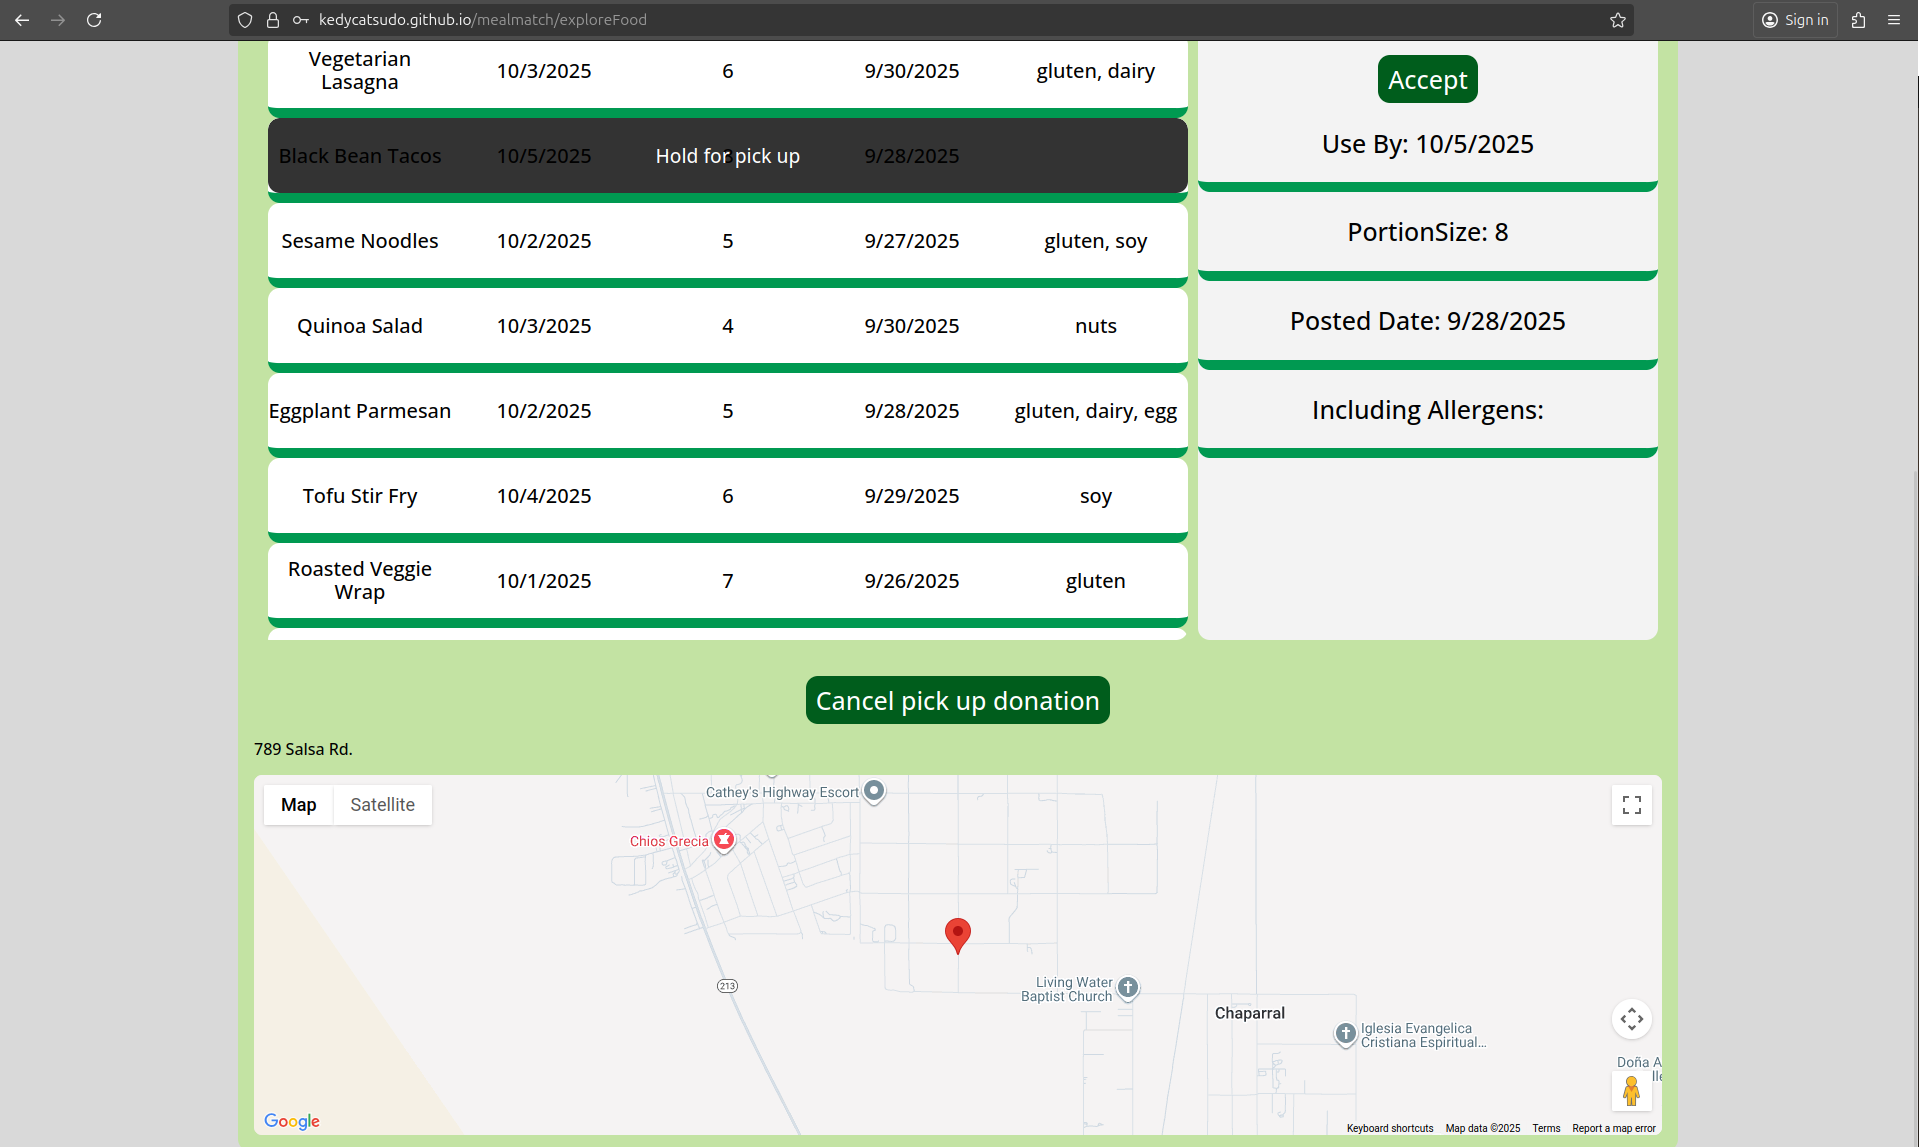 kedycatsudo.github.io/mealmatch/exploreFood
Sign in
Vegetarian
Lasagna
10/3/2025
6
9/30/2025
gluten, dairy
Black Bean Tacos
10/5/2025
Hold for pick up
9/28/2025
Sesame Noodles
10/2/2025
5
9/27/2025
gluten, soy
Quinoa Salad
10/3/2025
4
9/30/2025
nuts
Eggplant Parmesan
10/2/2025
5
9/28/2025
gluten, dairy, egg
Tofu Stir Fry
10/4/2025
6
9/29/2025
soy
Roasted Veggie
Wrap
10/1/2025
7
9/26/2025
gluten
Accept
Use By: 10/5/2025
PortionSize: 8
Posted Date: 9/28/2025
Including Allergens:
Cancel pick up donation
789 Salsa Rd.
Map
Satellite
Cathey's Highway Escort
Chios Grecia
213
Living Water
Baptist Church
Chaparral
Iglesia Evangelica
Cristiana Espiritual...
Doña A
Google
Keyboard shortcuts
Map data ©2025
Terms
Report a map error